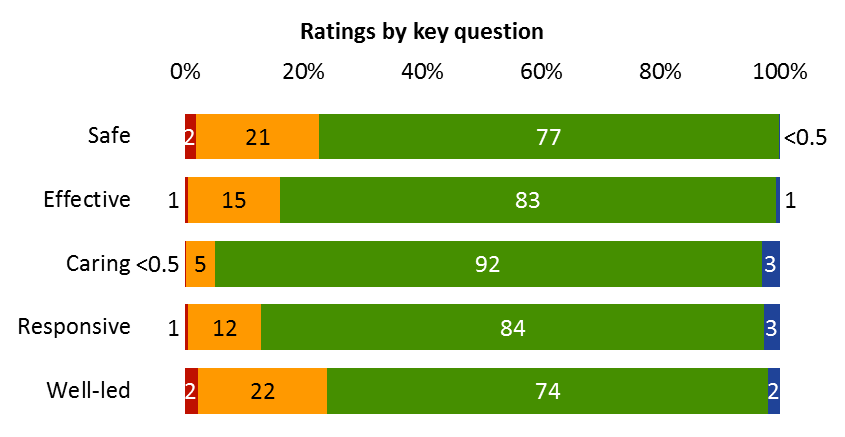 Ratings by key question
0% 20% 40% 60% 80% 100%
Safe 2 21 77 <0.5
Effective 1 15 83 1
Caring <0.5 5 92 3
Responsive 1 12 84 3
Well-led 2 22 74 2